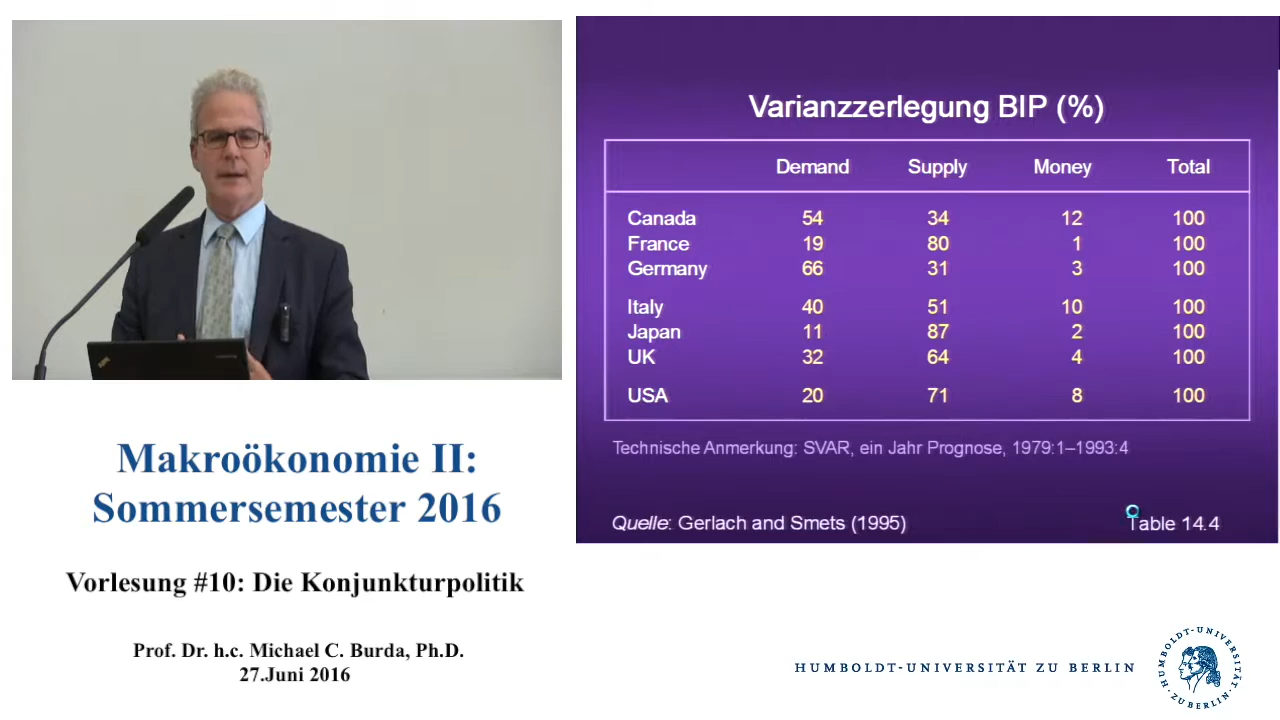 Varianzzerlegung BIP (%)
Demand Supply Money Total
Canada 54 34 12 100
France 19 80 1 100
Germany 66 31 3 100
Italy 40 51 10 100
Japan 11 87 2 100
UK 32 64 4 100
USA 20 71 8 100
Technische Anmerkung: SVAR, ein Jahr Prognose, 1979:1–1993:4
Quelle: Gerlach and Smets (1995)
Table 14.4
Makroökonomie II:
Sommersemester 2016
Vorlesung #10: Die Konjunkturpolitik
Prof. Dr. h.c. Michael C. Burda, Ph.D.
27.Juni 2016
HUMBOLDT-UNIVERSITÄT ZU BERLIN
HUMBOLDT-UNIVERSITÄT · ZU BERLIN ·